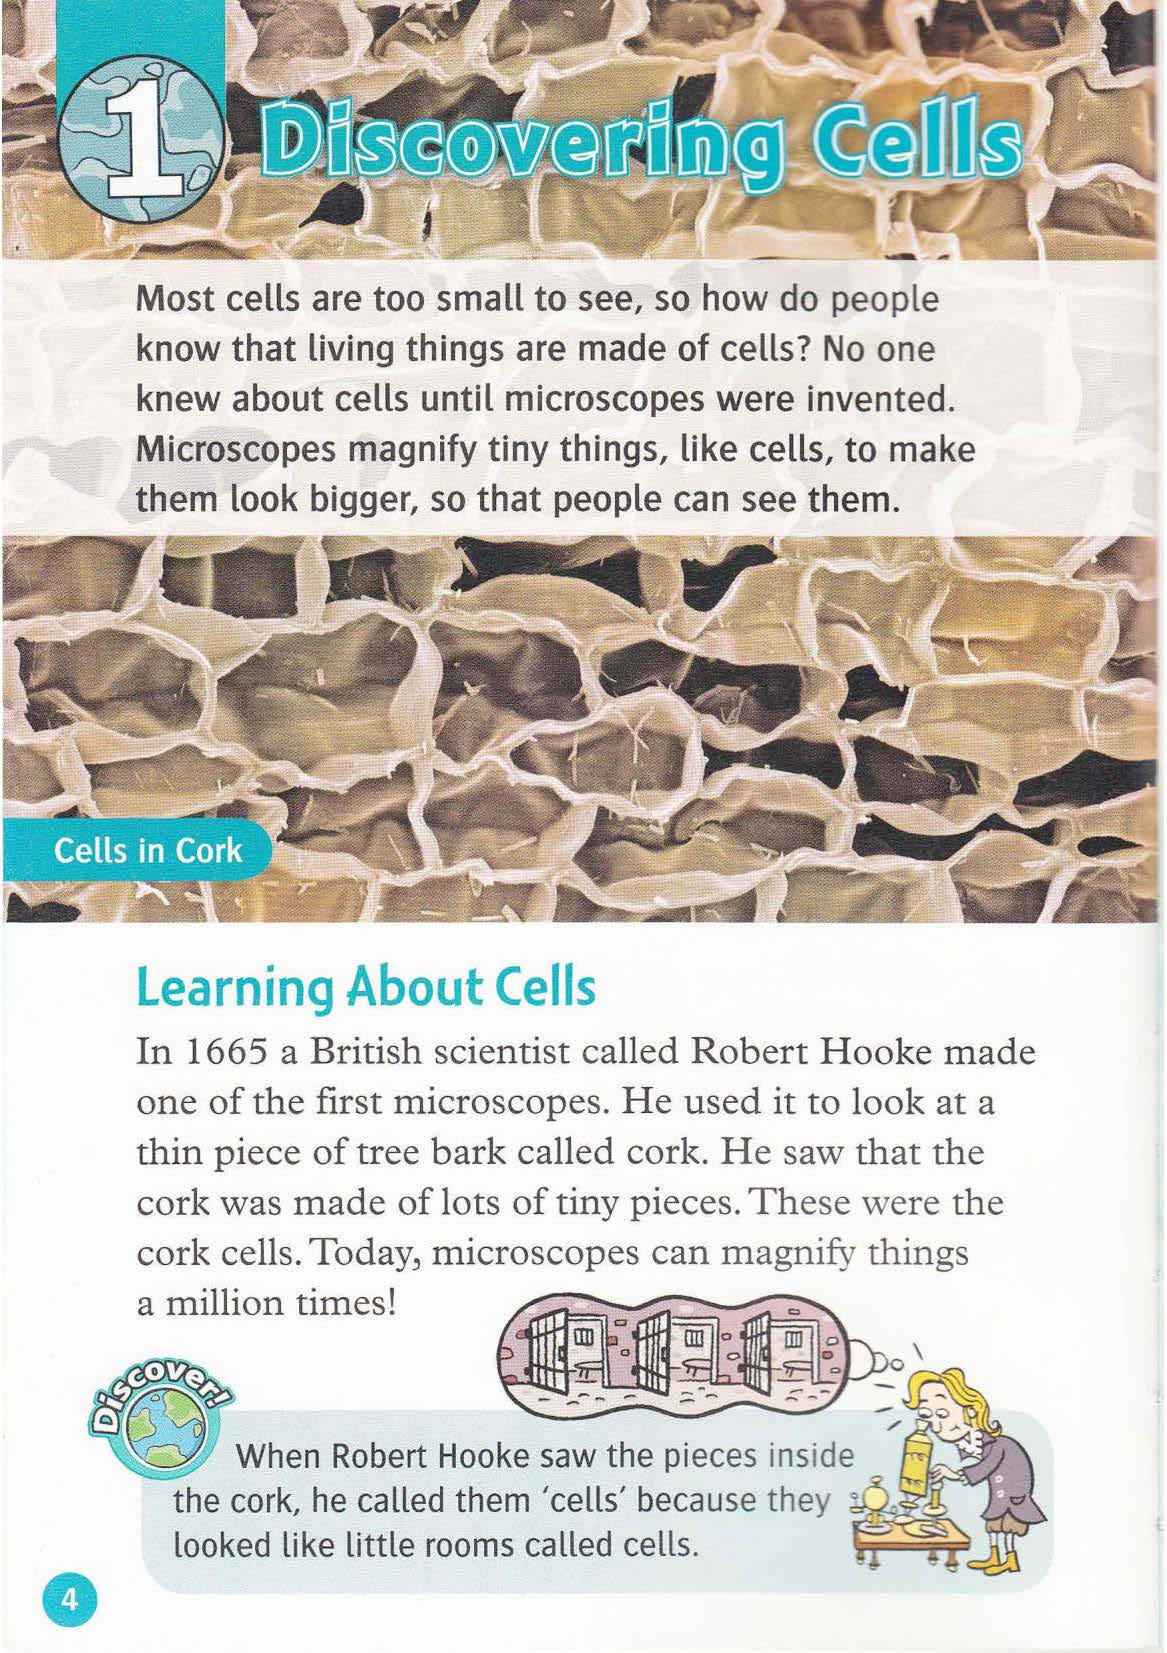 1
Discovering Cells
Most cells are too small to see, so how do people
know that living things are made of cells? No one
knew about cells until microscopes were invented.
Microscopes magnify tiny things, like cells, to make
them look bigger, so that people can see them.
Cells in Cork
Learning About Cells
In 1665 a British scientist called Robert Hooke made
one of the first microscopes. He used it to look at a
thin piece of tree bark called cork. He saw that the
cork was made of lots of tiny pieces. These were the
cork cells. Today, microscopes can magnify things
a million times!
Discover!
When Robert Hooke saw the pieces inside
the cork, he called them ‘cells’ because they
looked like little rooms called cells.
4